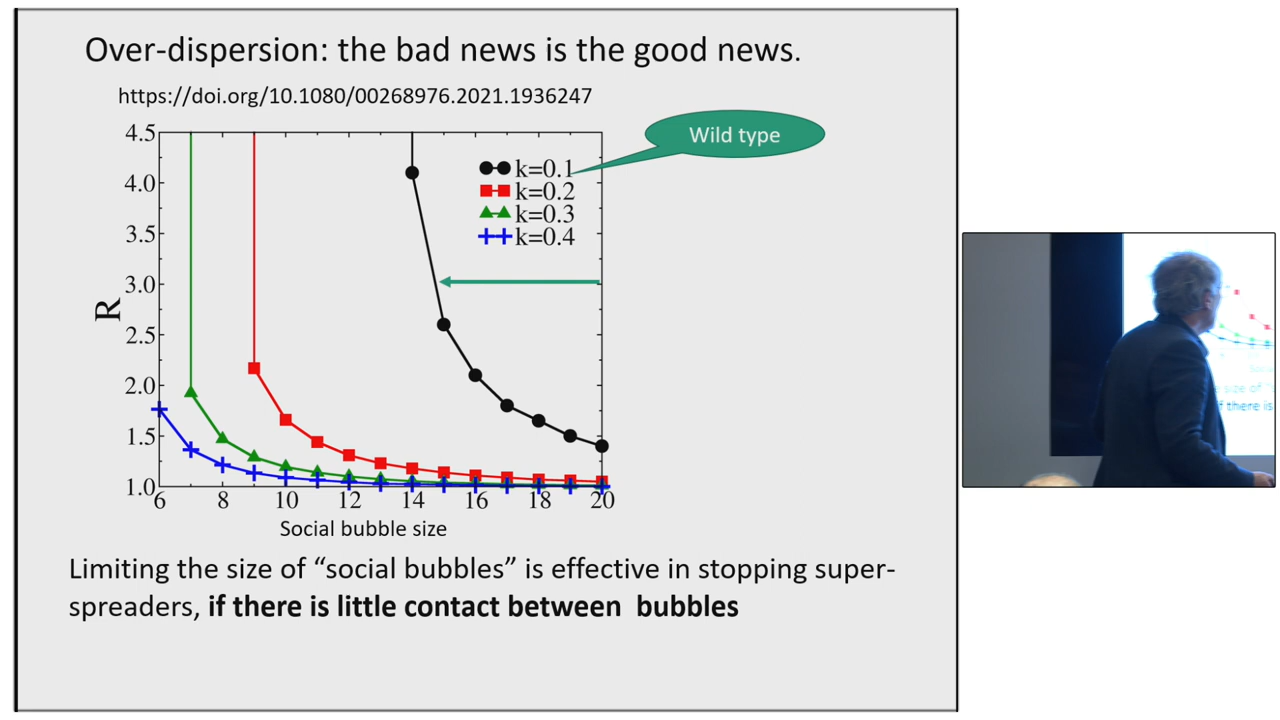 Over-dispersion: the bad news is the good news.
https://doi.org/10.1080/00268976.2021.1936247
Wild type
4.5
4.0
3.5
3.0
2.5
2.0
1.5
1.0
R
k=0.1
k=0.2
k=0.3
k=0.4
6 8 10 12 14 16 18 20
Social bubble size
Limiting the size of “social bubbles” is effective in stopping super-
spreaders, if there is little contact between bubbles
if there is